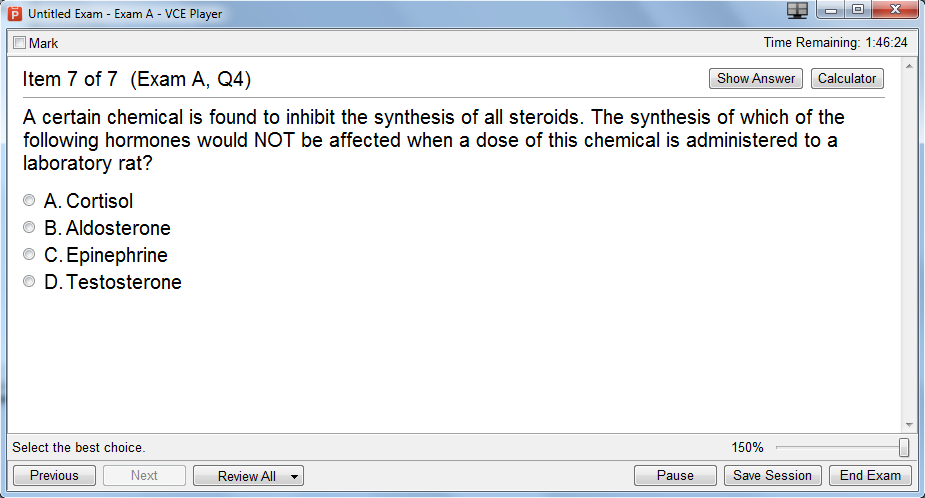 Untitled Exam - Exam A - VCE Player
Mark
Time Remaining: 1:46:24
Item 7 of 7 (Exam A, Q4)
Show Answer
Calculator
A certain chemical is found to inhibit the synthesis of all steroids. The synthesis of which of the
following hormones would NOT be affected when a dose of this chemical is administered to a
laboratory rat?
A. Cortisol
B. Aldosterone
C. Epinephrine
D. Testosterone
Select the best choice.
150%
Previous
Next
Review All
Pause
Save Session
End Exam